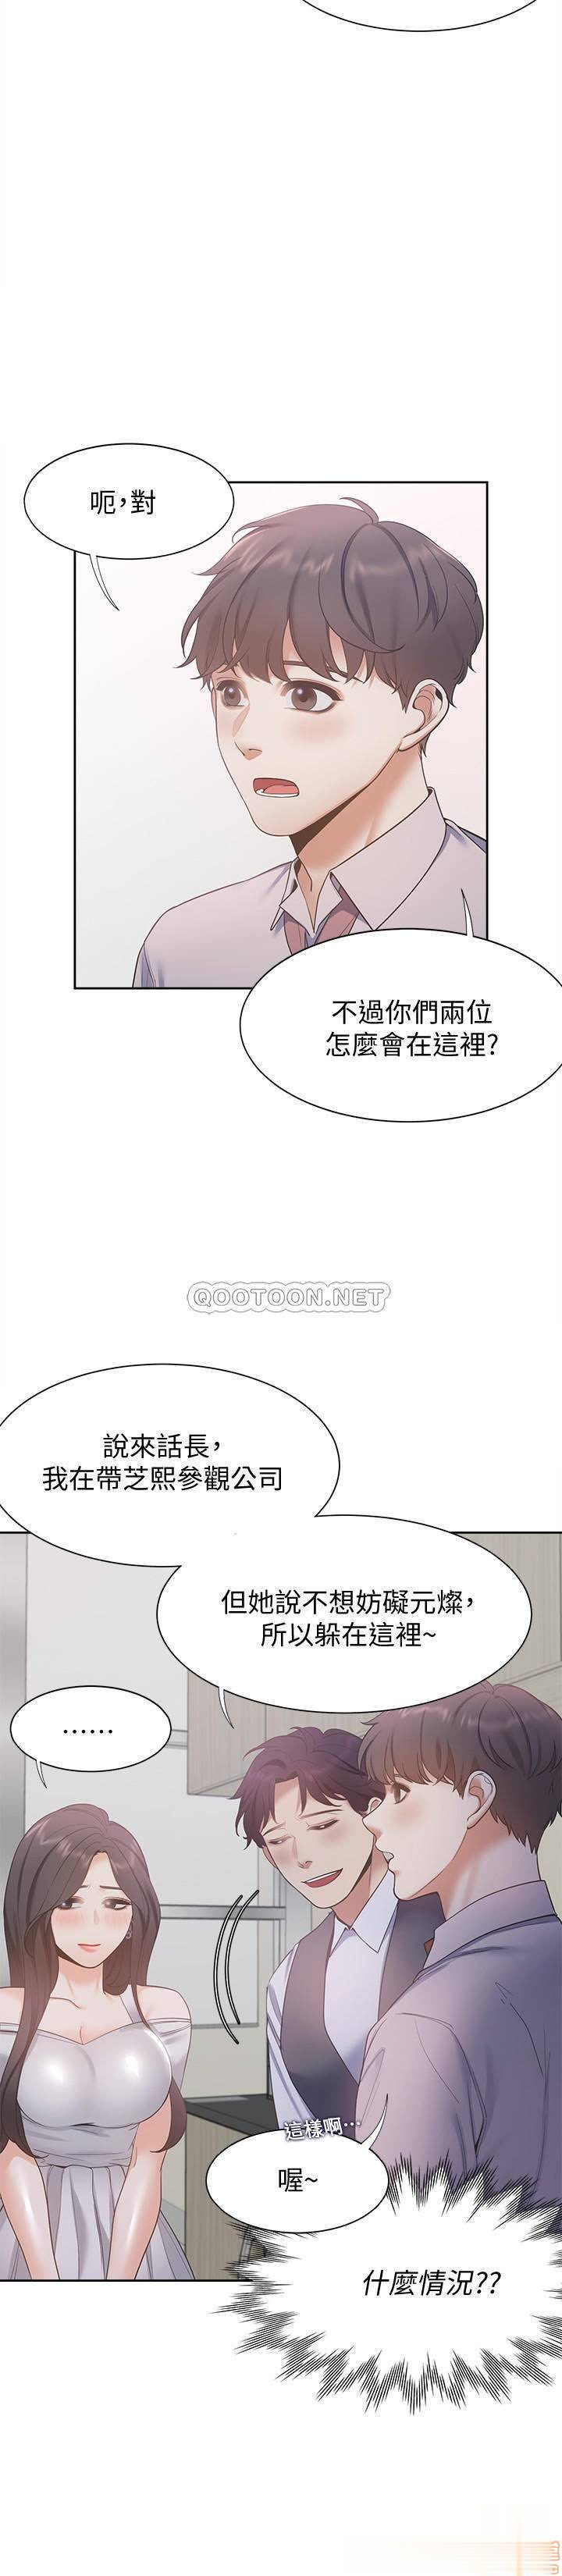 呃，對
不過你們兩位
怎麼會在這裡?
QOOTOON.NET
說來話長，
我在帶芝熙參觀公司
但她說不想妨礙元燦，
所以躲在這裡~
……
這樣啊…
喔~
什麼情況??